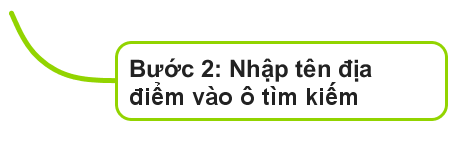 Bước 2: Nhập tên địa
điểm vào ô tìm kiếm